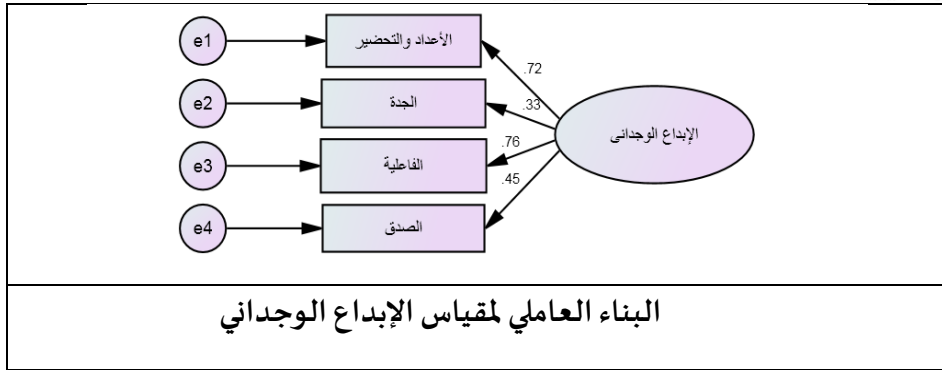 e1
الأعداد والتحضير
.72
e2
الجدة
.33
الإبداع الوجدانى
e3
الفاعلية
.76
.45
e4
الصدق
البناء العاملي لمقياس الإبداع الوجداني